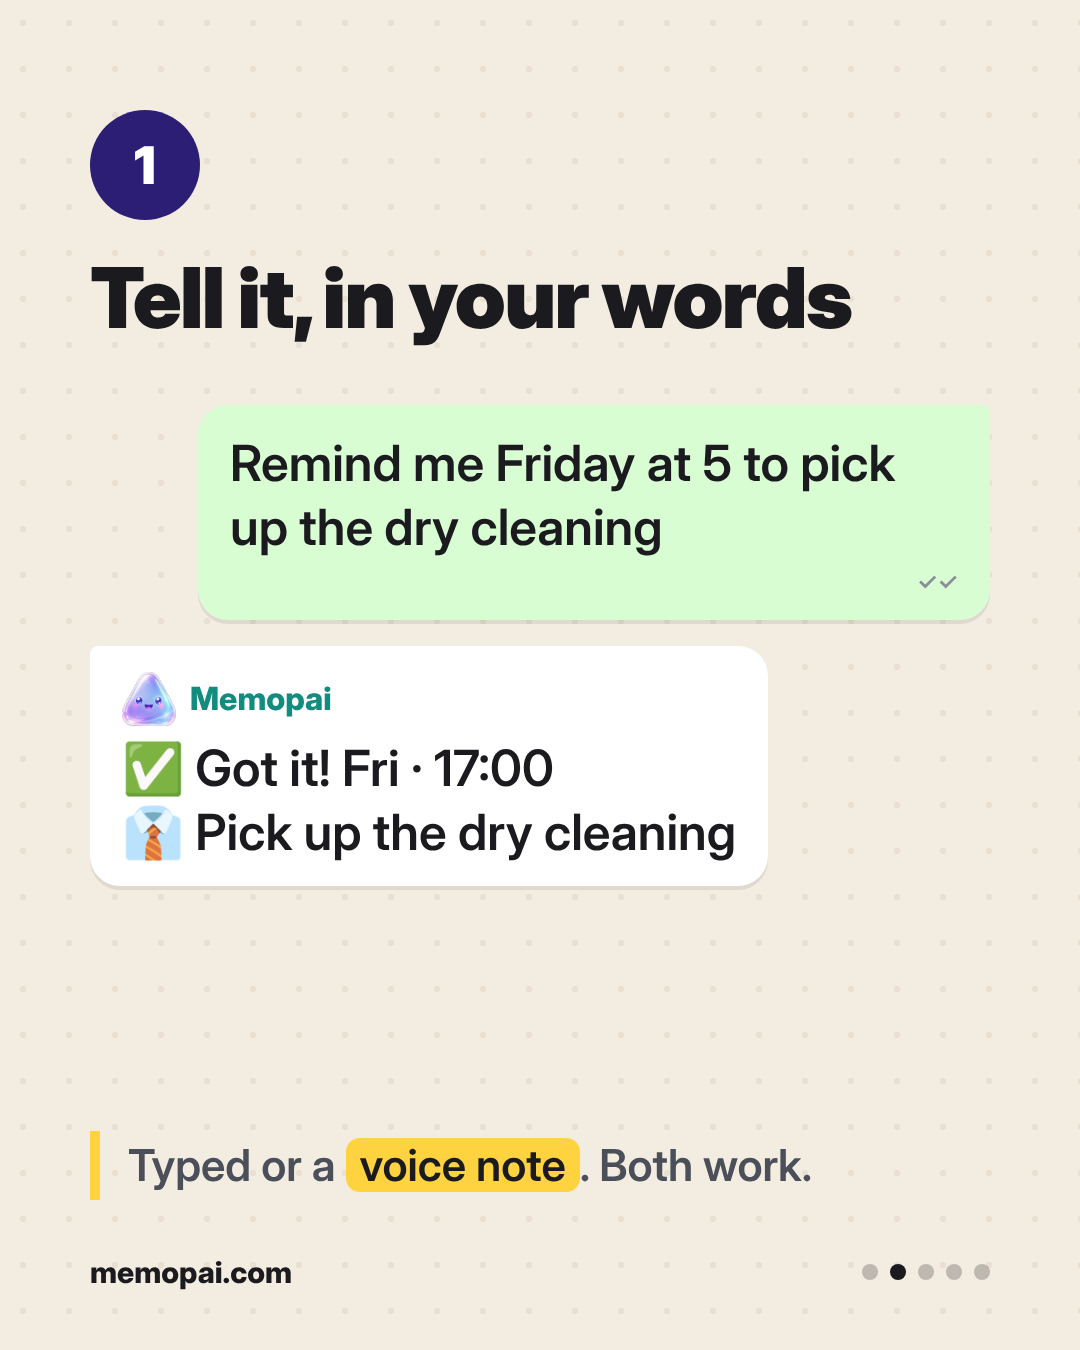 1
Tell it, in your words
Remind me Friday at 5 to pick
up the dry cleaning
Memopai
✅ Got it! Fri · 17:00
👔 Pick up the dry cleaning
Typed or a voice note. Both work.
memopai.com